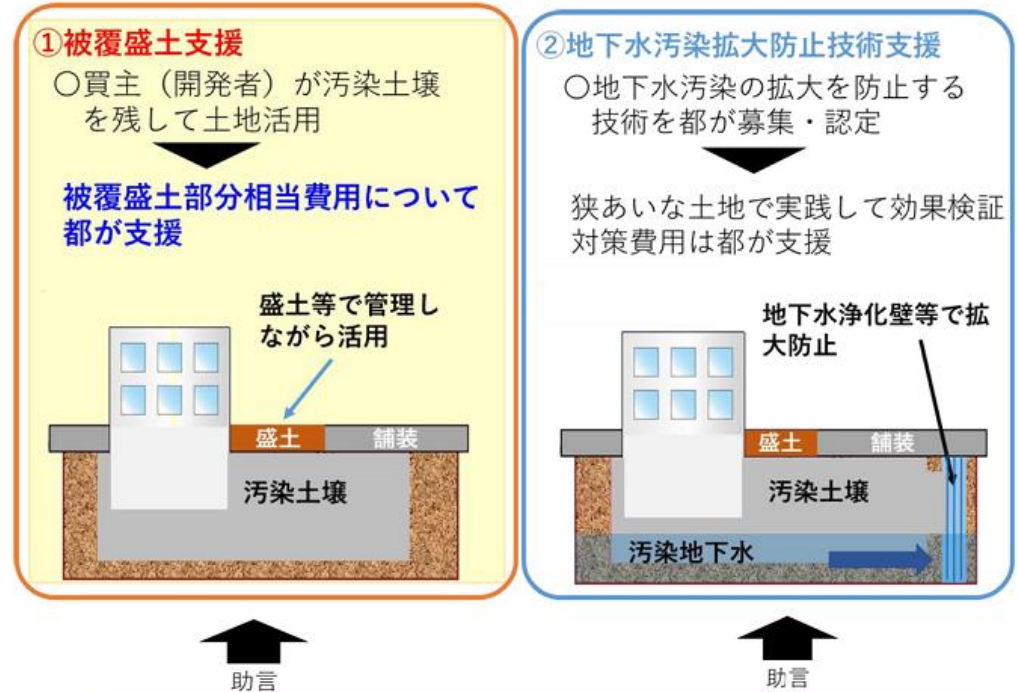 ①被覆盛土支援
〇買主（開発者）が汚染土壌
を残して土地活用
被覆盛土部分相当費用について
都が支援
盛土等で管理し
ながら活用
盛土
舗装
汚染土壌
助言
②地下水汚染拡大防止技術支援
〇地下水汚染の拡大を防止する
技術を都が募集・認定
狭あいな土地で実践して効果検証
対策費用は都が支援
地下水浄化壁等で拡
大防止
盛土
舗装
汚染土壌
汚染地下水
助言